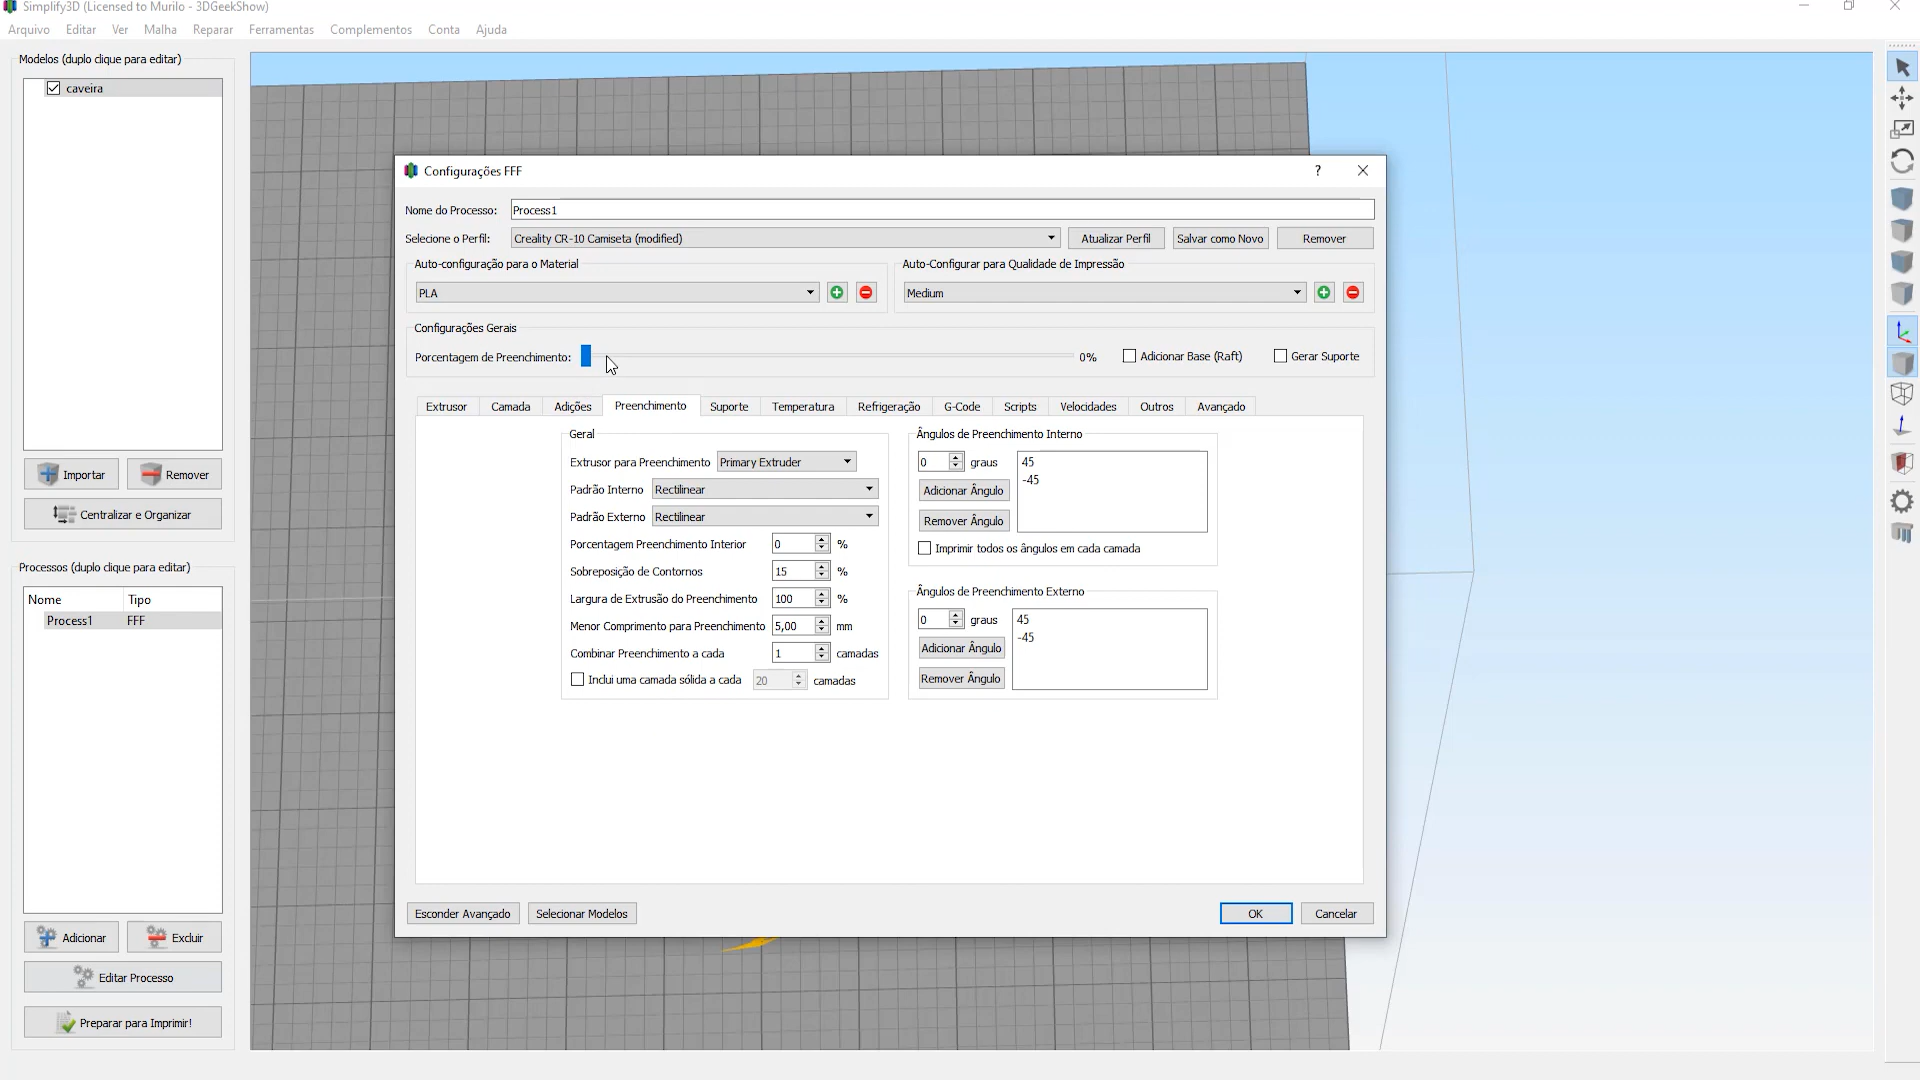 Simplify3D (Licensed to Murilo - 3DGeekShow)
Arquivo Editar Ver Malha Reparar Ferramentas Complementos Conta Ajuda
Modelos (duplo clique para editar)
caveira
Importar Remover
Centralizar e Organizar
Processos (duplo clique para editar)
Nome Tipo
Process1 FFF
Adicionar Excluir
Editar Processo
Preparar para Imprimir!
Configurações FFF ?
Nome do Processo: Process1
Selecione o Perfil: Creality CR-10 Camiseta (modified) Atualizar Perfil Salvar como Novo Remover
Auto-configuração para o Material Auto-Configurar para Qualidade de Impressão
PLA Medium
Configurações Gerais
Porcentagem de Preenchimento: 0% Adicionar Base (Raft) Gerar Suporte
Extrusor Camada Adições Preenchimento Suporte Temperatura Refrigeração G-Code Scripts Velocidades Outros Avançado
Geral
Extrusor para Preenchimento Primary Extruder
Padrão Interno Rectilinear
Padrão Externo Rectilinear
Porcentagem Preenchimento Interior 0 %
Sobreposição de Contornos 15 %
Largura de Extrusão do Preenchimento 100 %
Menor Comprimento para Preenchimento 5,00 mm
Combinar Preenchimento a cada 1 camadas
Inclui uma camada sólida a cada 20 camadas
Ângulos de Preenchimento Interno
0 graus 45
-45
Adicionar Ângulo
Remover Ângulo
Imprimir todos os ângulos em cada camada
Ângulos de Preenchimento Externo
0 graus 45
-45
Adicionar Ângulo
Remover Ângulo
Esconder Avançado Selecionar Modelos OK Cancelar